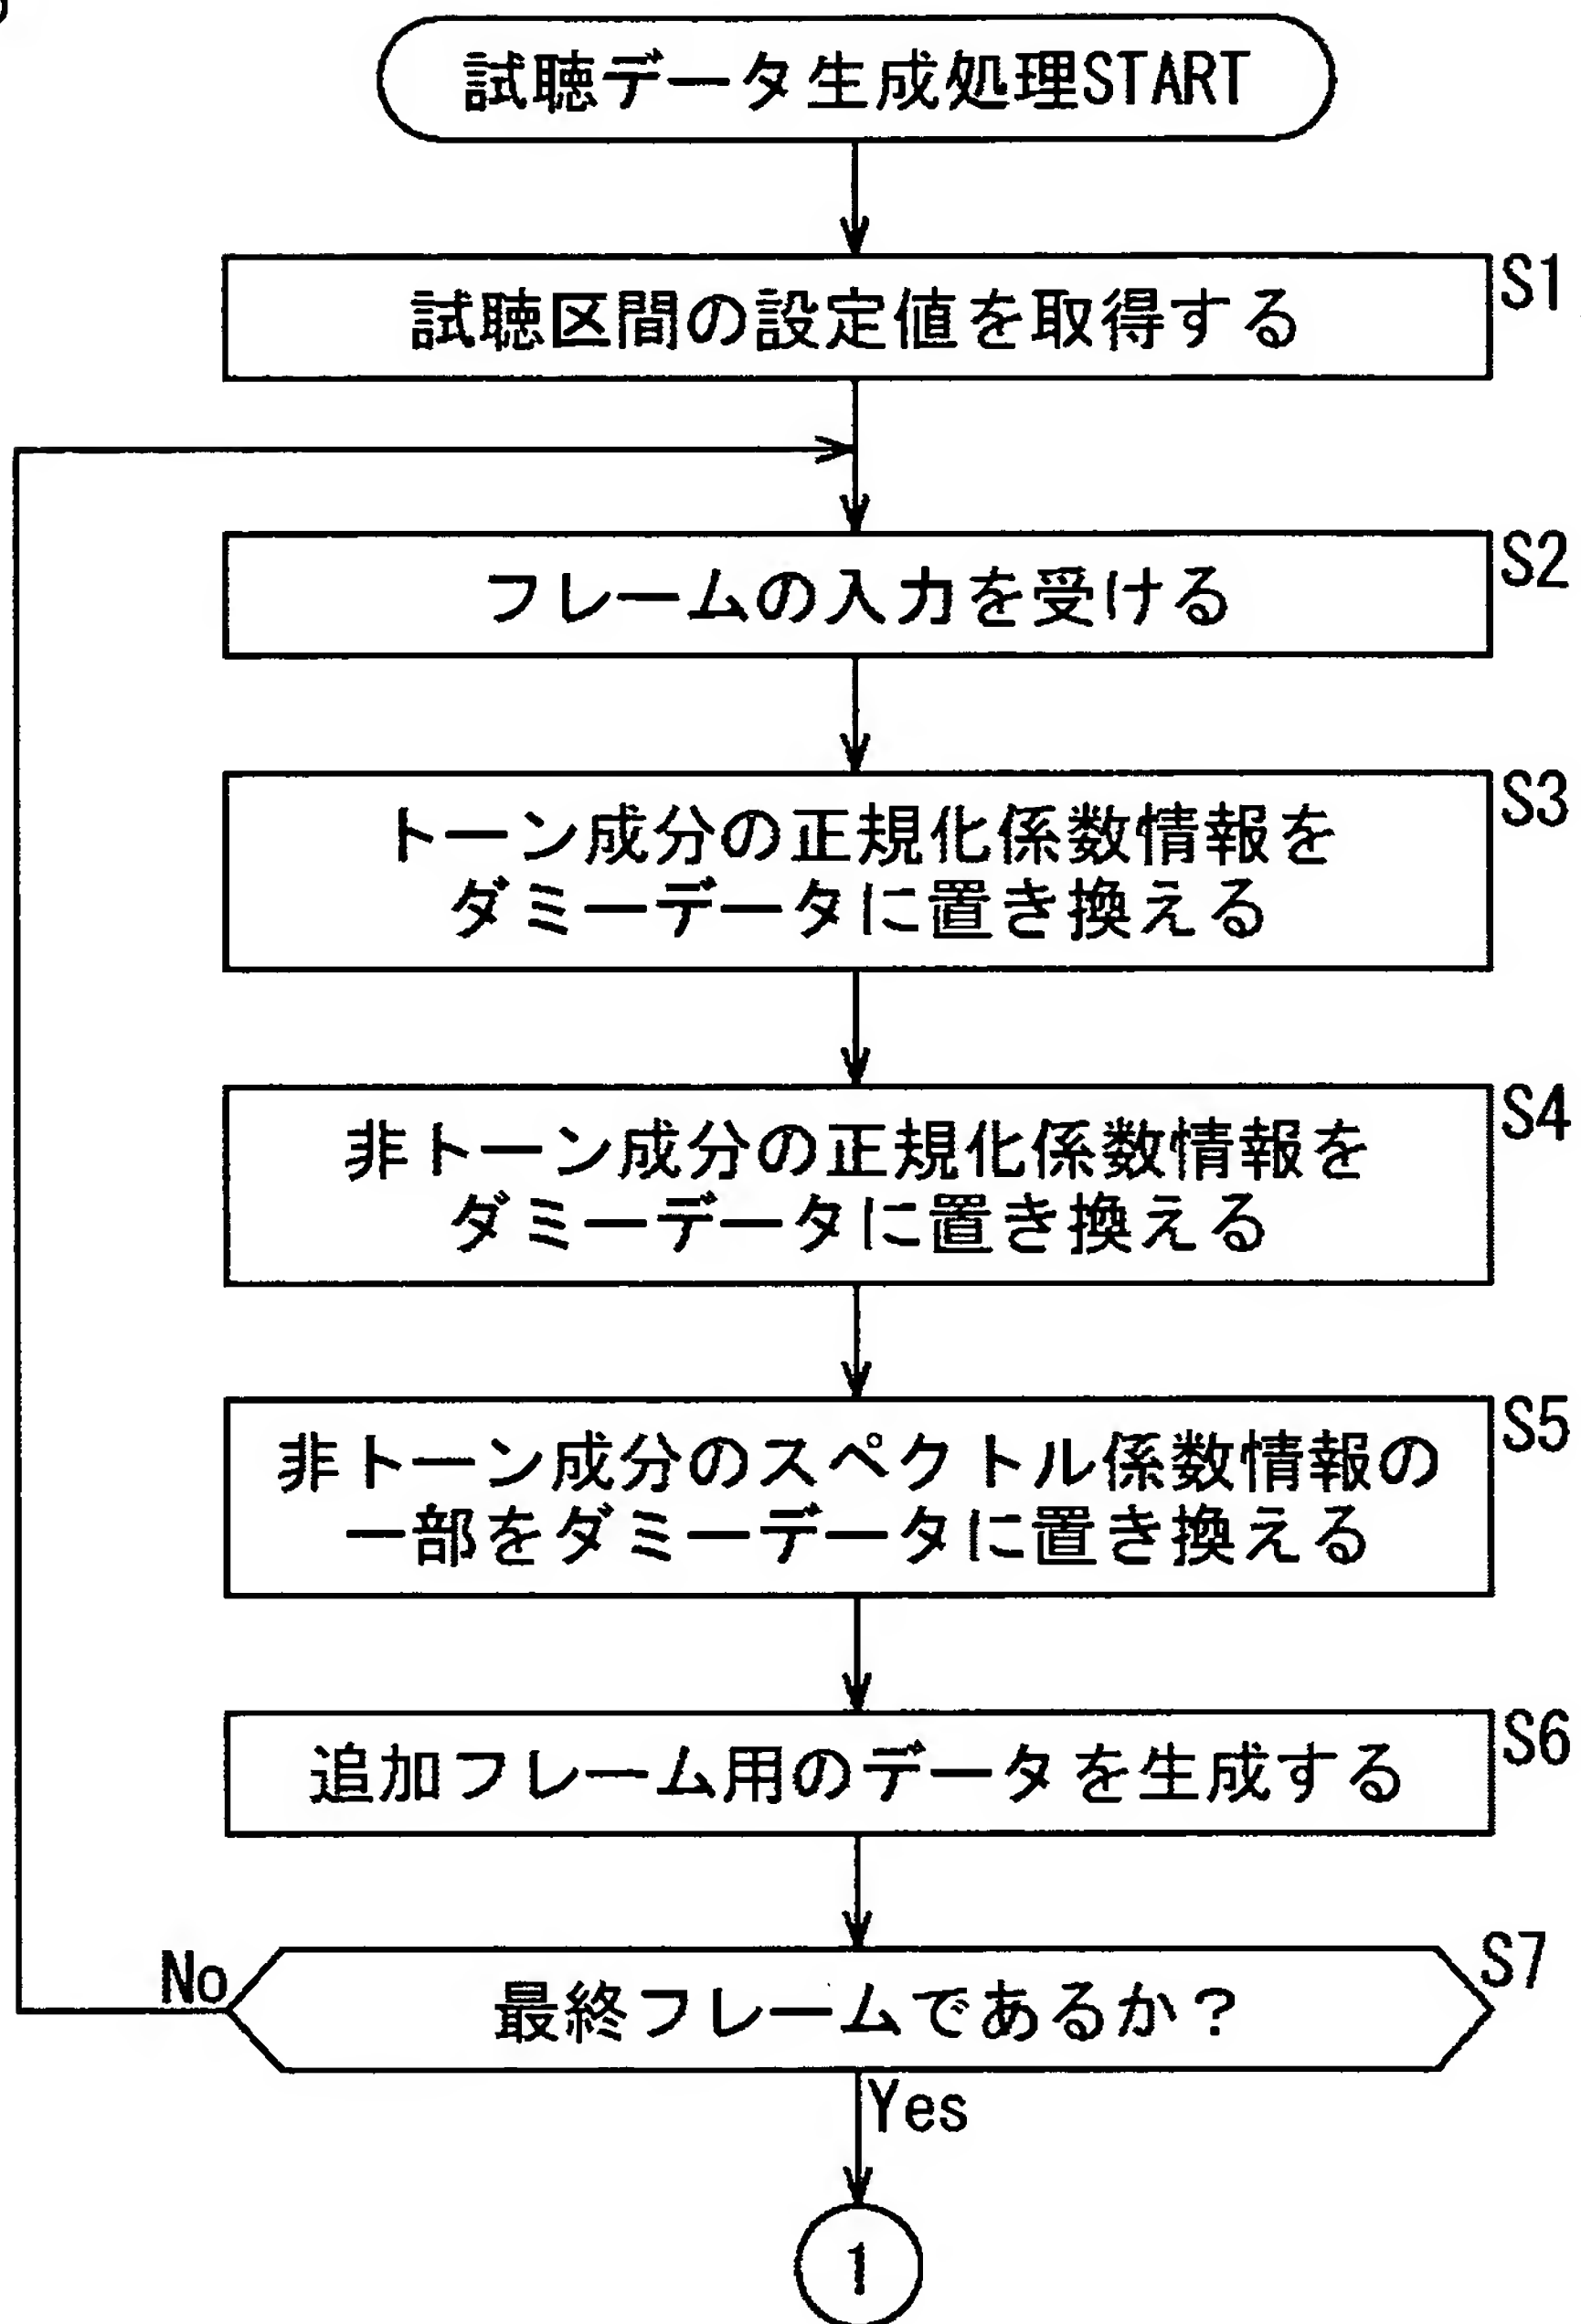 試聴データ生成処理START
試聴区間の設定値を取得する
S1
フレームの入力を受ける
S2
トーン成分の正規化係数情報を
ダミーデータに置き換える
S3
非トーン成分の正規化係数情報を
ダミーデータに置き換える
S4
非トーン成分のスペクトル係数情報の
一部をダミーデータに置き換える
S5
追加フレーム用のデータを生成する
S6
No
最終フレームであるか?
S7
Yes
1